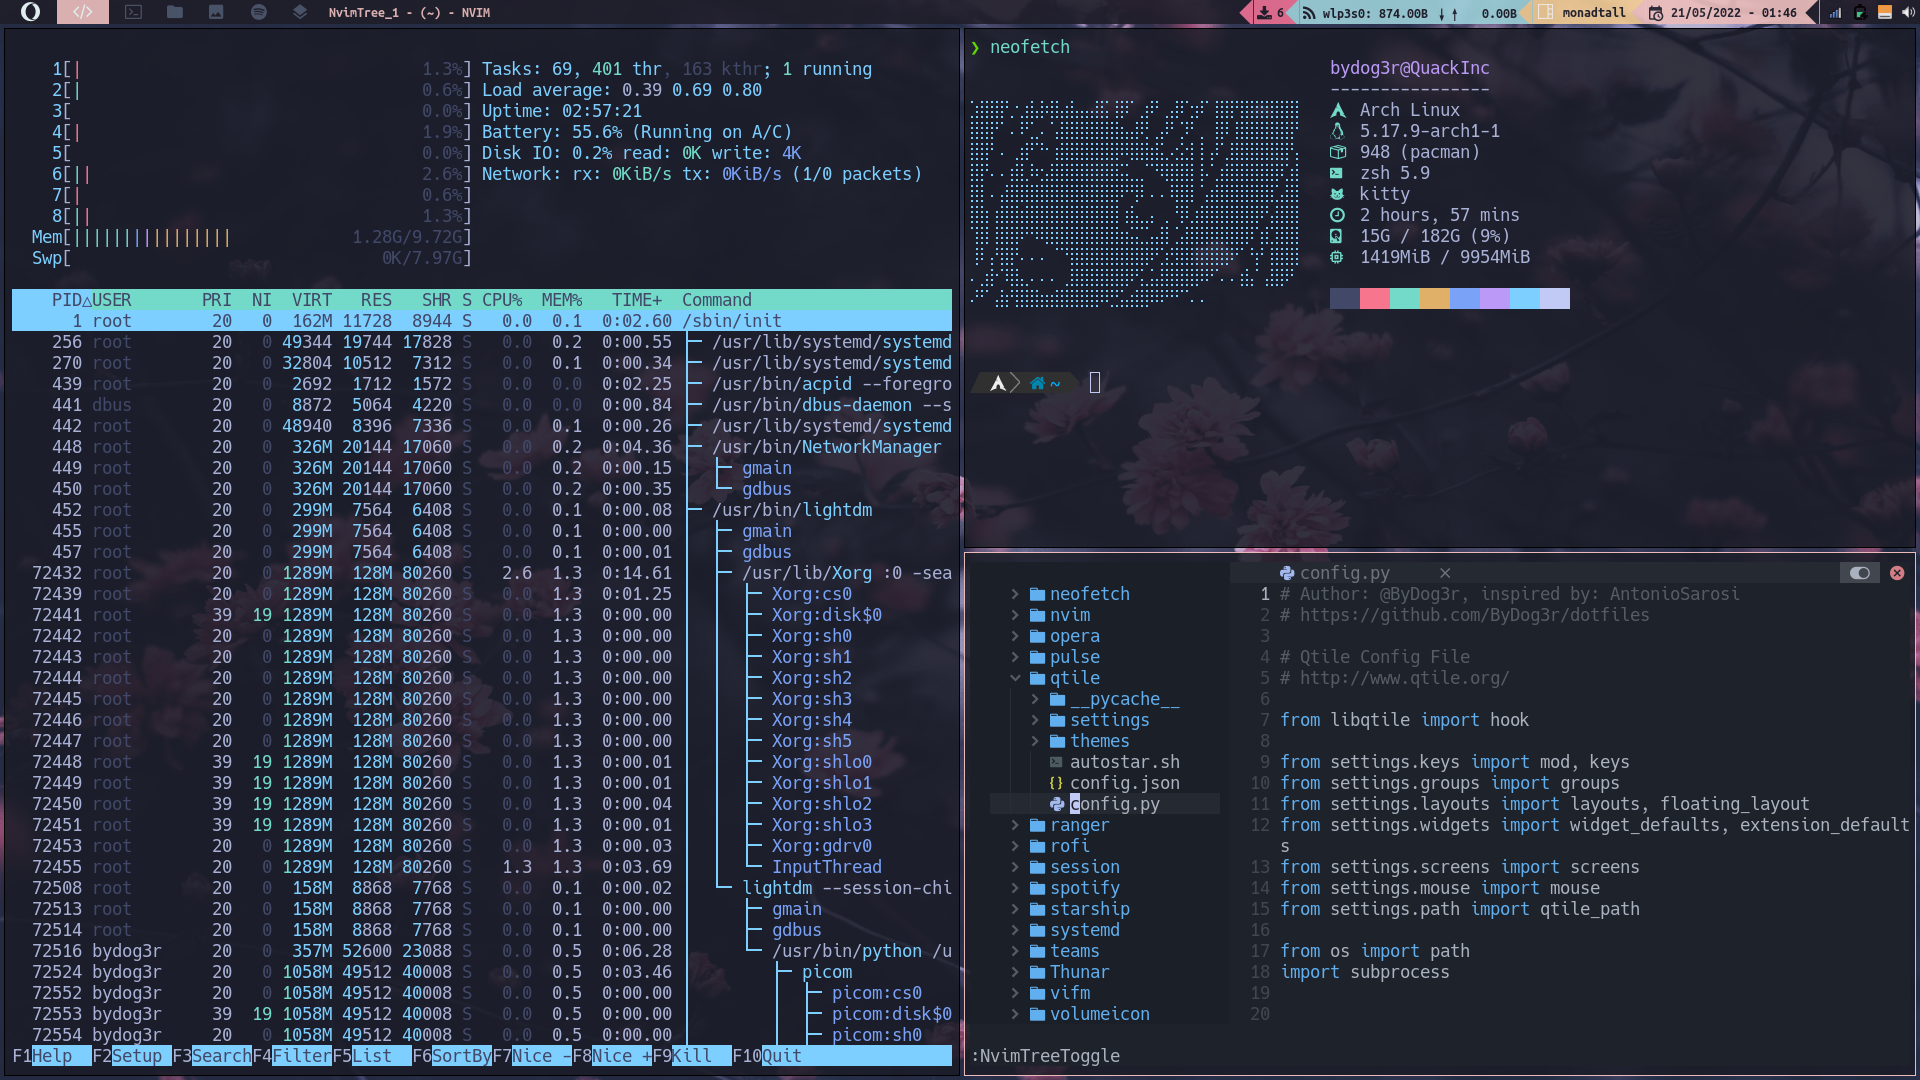 NvimTree_1 - (~) - NVIM
6
wlp3s0: 874.00B ↓↑ 0.00B
monadtall
21/05/2022 - 01:46
1[| 1.3%] Tasks: 69, 401 thr, 163 kthr; 1 running
2[| 0.6%] Load average: 0.39 0.69 0.80
3[ 0.0%] Uptime: 02:57:21
4[| 1.9%] Battery: 55.6% (Running on A/C)
5[ 0.0%] Disk IO: 0.2% read: 0K write: 4K
6[|| 2.6%] Network: rx: 0KiB/s tx: 0KiB/s (1/0 packets)
7[| 0.6%]
8[|| 1.3%]
Mem[|||||||||||||||| 1.28G/9.72G]
Swp[ 0K/7.97G]
PID△USER PRI NI VIRT RES SHR S CPU% MEM% TIME+ Command
1 root 20 0 162M 11728 8944 S 0.0 0.1 0:02.60 /sbin/init
256 root 20 0 49344 19744 17828 S 0.0 0.2 0:00.55 ├─ /usr/lib/systemd/systemd
270 root 20 0 32804 10512 7312 S 0.0 0.1 0:00.34 ├─ /usr/lib/systemd/systemd
439 root 20 0 2692 1712 1572 S 0.0 0.0 0:02.25 ├─ /usr/bin/acpid --foregro
441 dbus 20 0 8872 5064 4220 S 0.0 0.0 0:00.84 ├─ /usr/bin/dbus-daemon --s
442 root 20 0 48940 8396 7336 S 0.0 0.1 0:00.26 ├─ /usr/lib/systemd/systemd
448 root 20 0 326M 20144 17060 S 0.0 0.2 0:04.36 ├─ /usr/bin/NetworkManager
449 root 20 0 326M 20144 17060 S 0.0 0.2 0:00.15 │ ├─ gmain
450 root 20 0 326M 20144 17060 S 0.0 0.2 0:00.35 │ └─ gdbus
452 root 20 0 299M 7564 6408 S 0.0 0.1 0:00.08 ├─ /usr/bin/lightdm
455 root 20 0 299M 7564 6408 S 0.0 0.1 0:00.00 │ ├─ gmain
457 root 20 0 299M 7564 6408 S 0.0 0.1 0:00.01 │ ├─ gdbus
72432 root 20 0 1289M 128M 80260 S 2.6 1.3 0:14.61 │ ├─ /usr/lib/Xorg :0 -sea
72439 root 20 0 1289M 128M 80260 S 0.0 1.3 0:01.25 │ │ ├─ Xorg:cs0
72441 root 39 19 1289M 128M 80260 S 0.0 1.3 0:00.00 │ │ ├─ Xorg:disk$0
72442 root 20 0 1289M 128M 80260 S 0.0 1.3 0:00.00 │ │ ├─ Xorg:sh0
72443 root 20 0 1289M 128M 80260 S 0.0 1.3 0:00.00 │ │ ├─ Xorg:sh1
72444 root 20 0 1289M 128M 80260 S 0.0 1.3 0:00.00 │ │ ├─ Xorg:sh2
72445 root 20 0 1289M 128M 80260 S 0.0 1.3 0:00.00 │ │ ├─ Xorg:sh3
72446 root 20 0 1289M 128M 80260 S 0.0 1.3 0:00.00 │ │ ├─ Xorg:sh4
72447 root 20 0 1289M 128M 80260 S 0.0 1.3 0:00.00 │ │ ├─ Xorg:sh5
72448 root 39 19 1289M 128M 80260 S 0.0 1.3 0:00.01 │ │ ├─ Xorg:shlo0
72449 root 39 19 1289M 128M 80260 S 0.0 1.3 0:00.01 │ │ ├─ Xorg:shlo1
72450 root 39 19 1289M 128M 80260 S 0.0 1.3 0:00.04 │ │ ├─ Xorg:shlo2
72451 root 39 19 1289M 128M 80260 S 0.0 1.3 0:00.01 │ │ ├─ Xorg:shlo3
72453 root 20 0 1289M 128M 80260 S 0.0 1.3 0:00.03 │ │ ├─ Xorg:gdrv0
72455 root 20 0 1289M 128M 80260 S 1.3 1.3 0:03.69 │ │ └─ InputThread
72508 root 20 0 158M 8868 7768 S 0.0 0.1 0:00.02 │ └─ lightdm --session-chi
72513 root 20 0 158M 8868 7768 S 0.0 0.1 0:00.00 │ ├─ gmain
72514 root 20 0 158M 8868 7768 S 0.0 0.1 0:00.00 │ ├─ gdbus
72516 bydog3r 20 0 357M 52600 23088 S 0.0 0.5 0:06.28 │ └─ /usr/bin/python /u
72524 bydog3r 20 0 1058M 49512 40008 S 0.0 0.5 0:03.46 │ ├─ picom
72552 bydog3r 20 0 1058M 49512 40008 S 0.0 0.5 0:00.00 │ │ ├─ picom:cs0
72553 bydog3r 39 19 1058M 49512 40008 S 0.0 0.5 0:00.00 │ │ ├─ picom:disk$0
72554 bydog3r 20 0 1058M 49512 40008 S 0.0 0.5 0:00.00 │ │ ├─ picom:sh0
F1Help F2Setup F3SearchF4FilterF5List F6SortByF7Nice -F8Nice +F9Kill F10Quit
❯ neofetch
bydog3r@QuackInc
----------------
Arch Linux
5.17.9-arch1-1
948 (pacman)
zsh 5.9
kitty
2 hours, 57 mins
15G / 182G (9%)
1419MiB / 9954MiB
~
neofetch
nvim
opera
pulse
qtile
__pycache__
settings
themes
autostar.sh
{} config.json
config.py
ranger
rofi
session
spotify
starship
systemd
teams
Thunar
vifm
volumeicon
config.py ×
1 # Author: @ByDog3r, inspired by: AntonioSarosi
2 # https://github.com/ByDog3r/dotfiles
3
4 # Qtile Config File
5 # http://www.qtile.org/
6
7 from libqtile import hook
8
9 from settings.keys import mod, keys
10 from settings.groups import groups
11 from settings.layouts import layouts, floating_layout
12 from settings.widgets import widget_defaults, extension_default
s
13 from settings.screens import screens
14 from settings.mouse import mouse
15 from settings.path import qtile_path
16
17 from os import path
18 import subprocess
19
20
:NvimTreeToggle